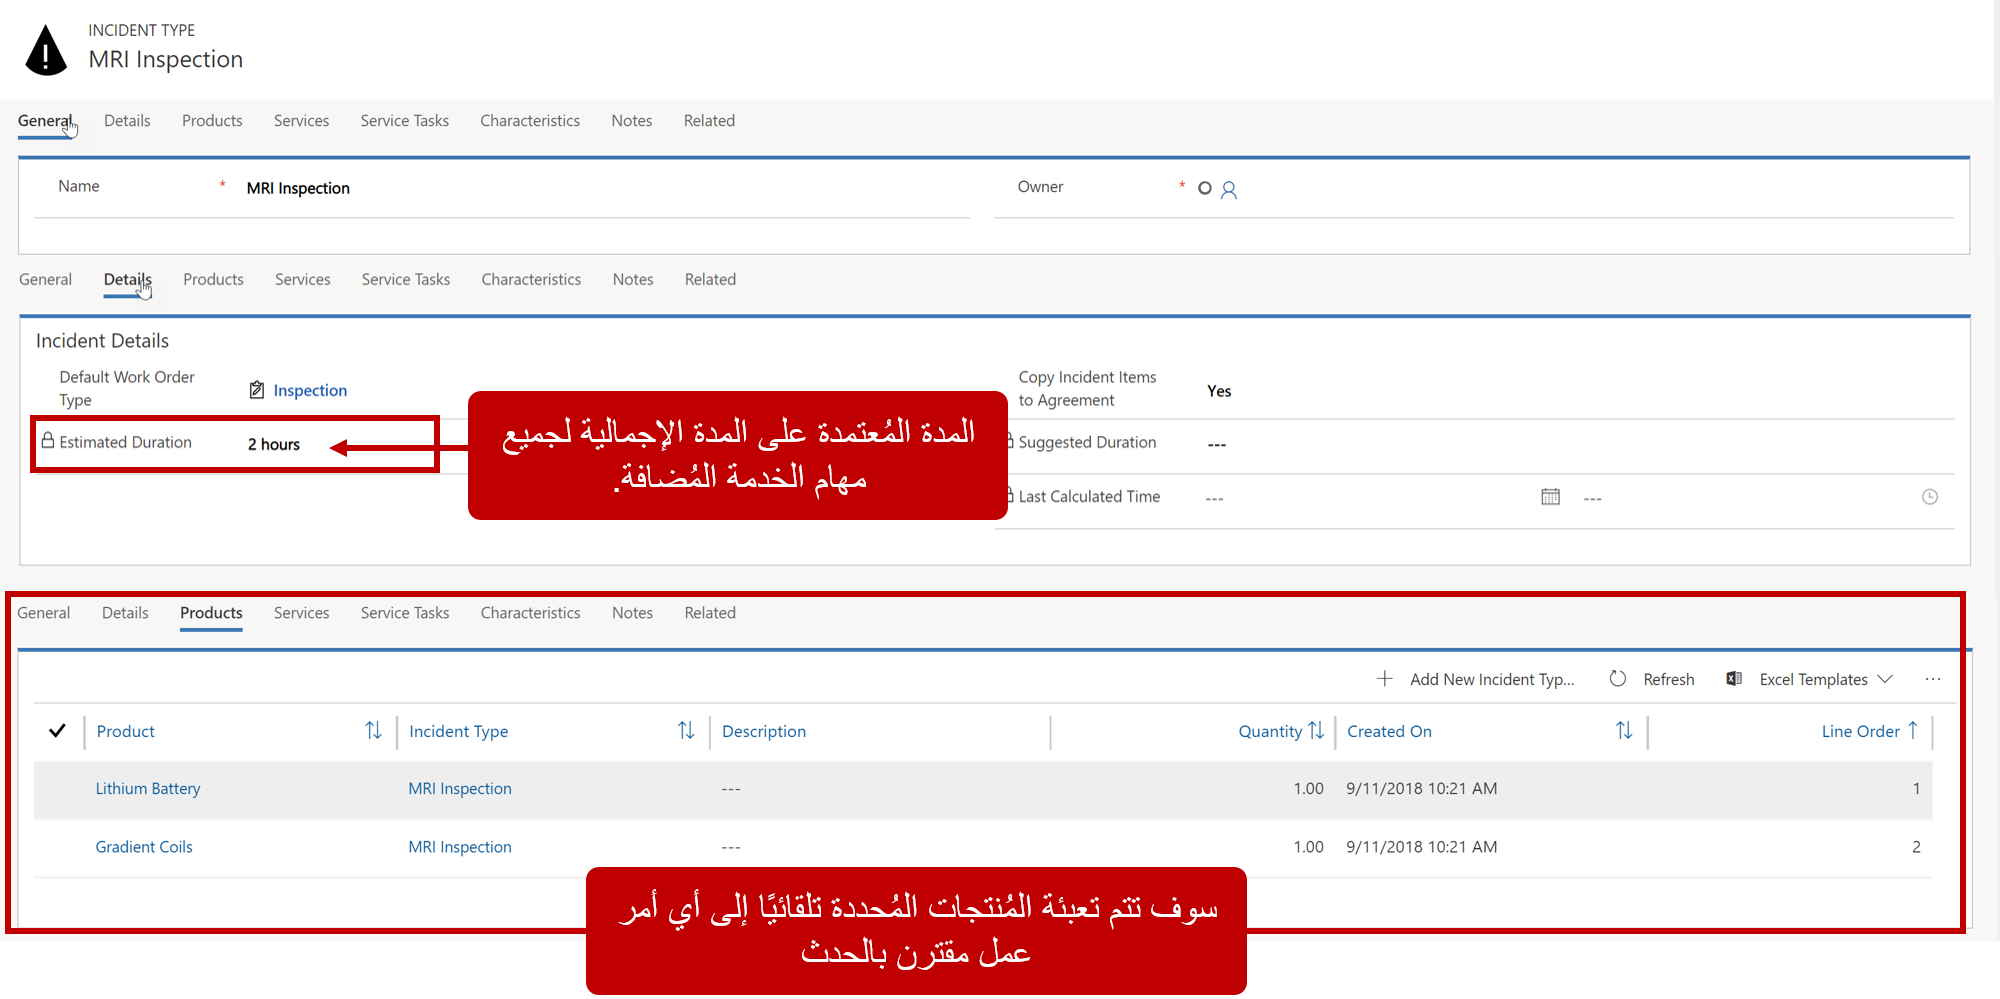 INCIDENT TYPE
MRI Inspection
General Details Products Services Service Tasks Characteristics Notes Related
Name * MRI Inspection Owner *
General Details Products Services Service Tasks Characteristics Notes Related
Incident Details
Default Work Order Type Inspection
Copy Incident Items to Agreement Yes
Estimated Duration 2 hours
المدة المُعتمدة على المدة الإجمالية لجميع
مهام الخدمة المُضافة.
Suggested Duration ---
Last Calculated Time --- ---
General Details Products Services Service Tasks Characteristics Notes Related
Add New Incident Typ... Refresh Excel Templates ...
Product Incident Type Description Quantity Created On Line Order
Lithium Battery MRI Inspection --- 1.00 9/11/2018 10:21 AM 1
Gradient Coils MRI Inspection --- 1.00 9/11/2018 10:21 AM 2
سوف تتم تعبئة المُنتجات المُحددة تلقائيًا إلى أي أمر
عمل مقترن بالحدث